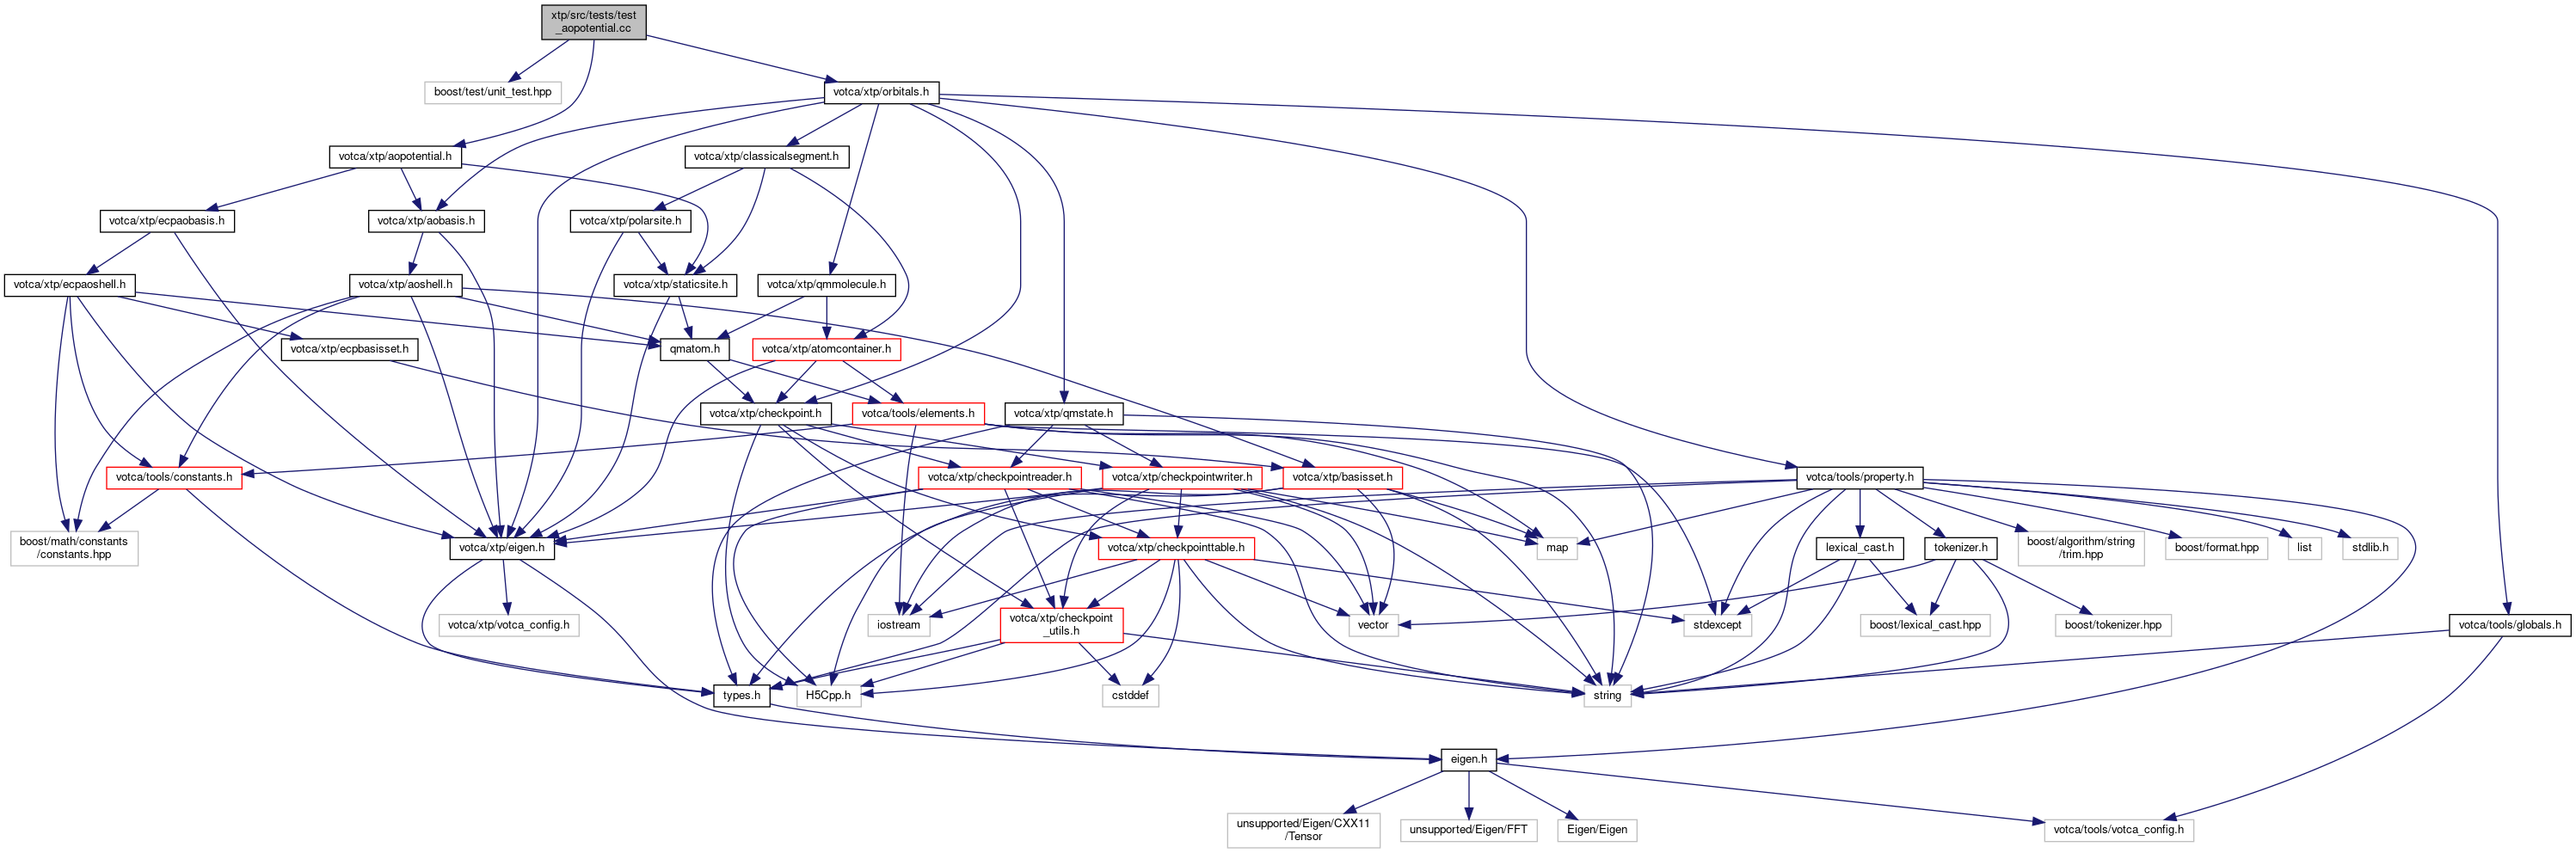 xtp/src/tests/test
_aopotential.cc
boost/test/unit_test.hpp
votca/xtp/orbitals.h
votca/xtp/aopotential.h
votca/xtp/classicalsegment.h
votca/xtp/ecpaobasis.h
votca/xtp/aobasis.h
votca/xtp/polarsite.h
votca/xtp/ecpaoshell.h
votca/xtp/aoshell.h
votca/xtp/staticsite.h
votca/xtp/qmmolecule.h
votca/xtp/ecpbasisset.h
qmatom.h
votca/xtp/atomcontainer.h
votca/xtp/checkpoint.h
votca/tools/elements.h
votca/xtp/qmstate.h
votca/tools/constants.h
votca/xtp/checkpointreader.h
votca/xtp/checkpointwriter.h
votca/xtp/basisset.h
votca/tools/property.h
boost/math/constants
/constants.hpp
votca/xtp/eigen.h
votca/xtp/checkpointtable.h
map
lexical_cast.h
tokenizer.h
boost/algorithm/string
/trim.hpp
boost/format.hpp
list
stdlib.h
votca/xtp/votca_config.h
iostream
votca/xtp/checkpoint
_utils.h
vector
stdexcept
boost/lexical_cast.hpp
boost/tokenizer.hpp
votca/tools/globals.h
types.h
H5Cpp.h
cstddef
string
eigen.h
unsupported/Eigen/CXX11
/Tensor
unsupported/Eigen/FFT
Eigen/Eigen
votca/tools/votca_config.h